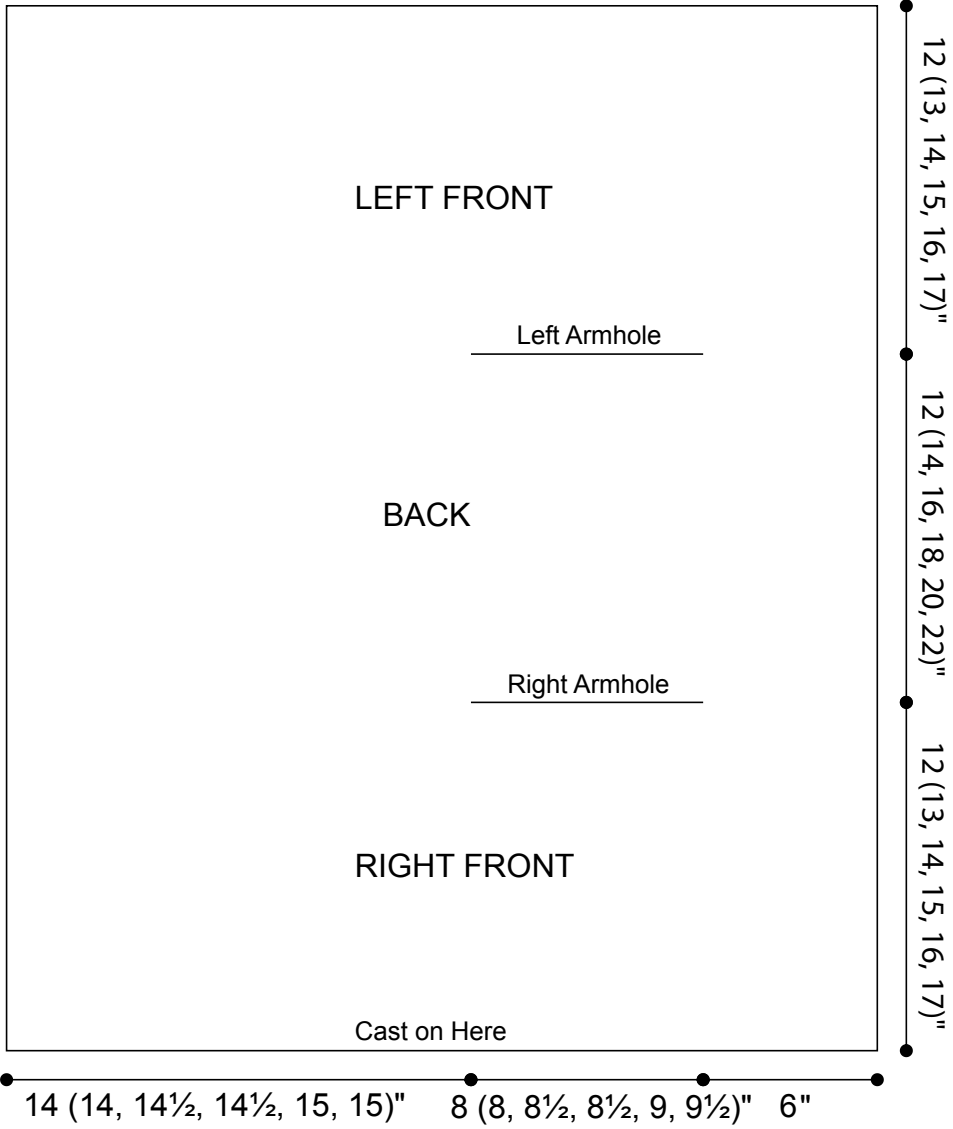 12 (13, 14, 15, 16, 17)"
LEFT FRONT
Left Armhole
12 (14, 16, 18, 20, 22)"
BACK
Right Armhole
12 (13, 14, 15, 16, 17)"
RIGHT FRONT
Cast on Here
14 (14, 14½, 14½, 15, 15)" 8 (8, 8½, 8½, 9, 9½)" 6"